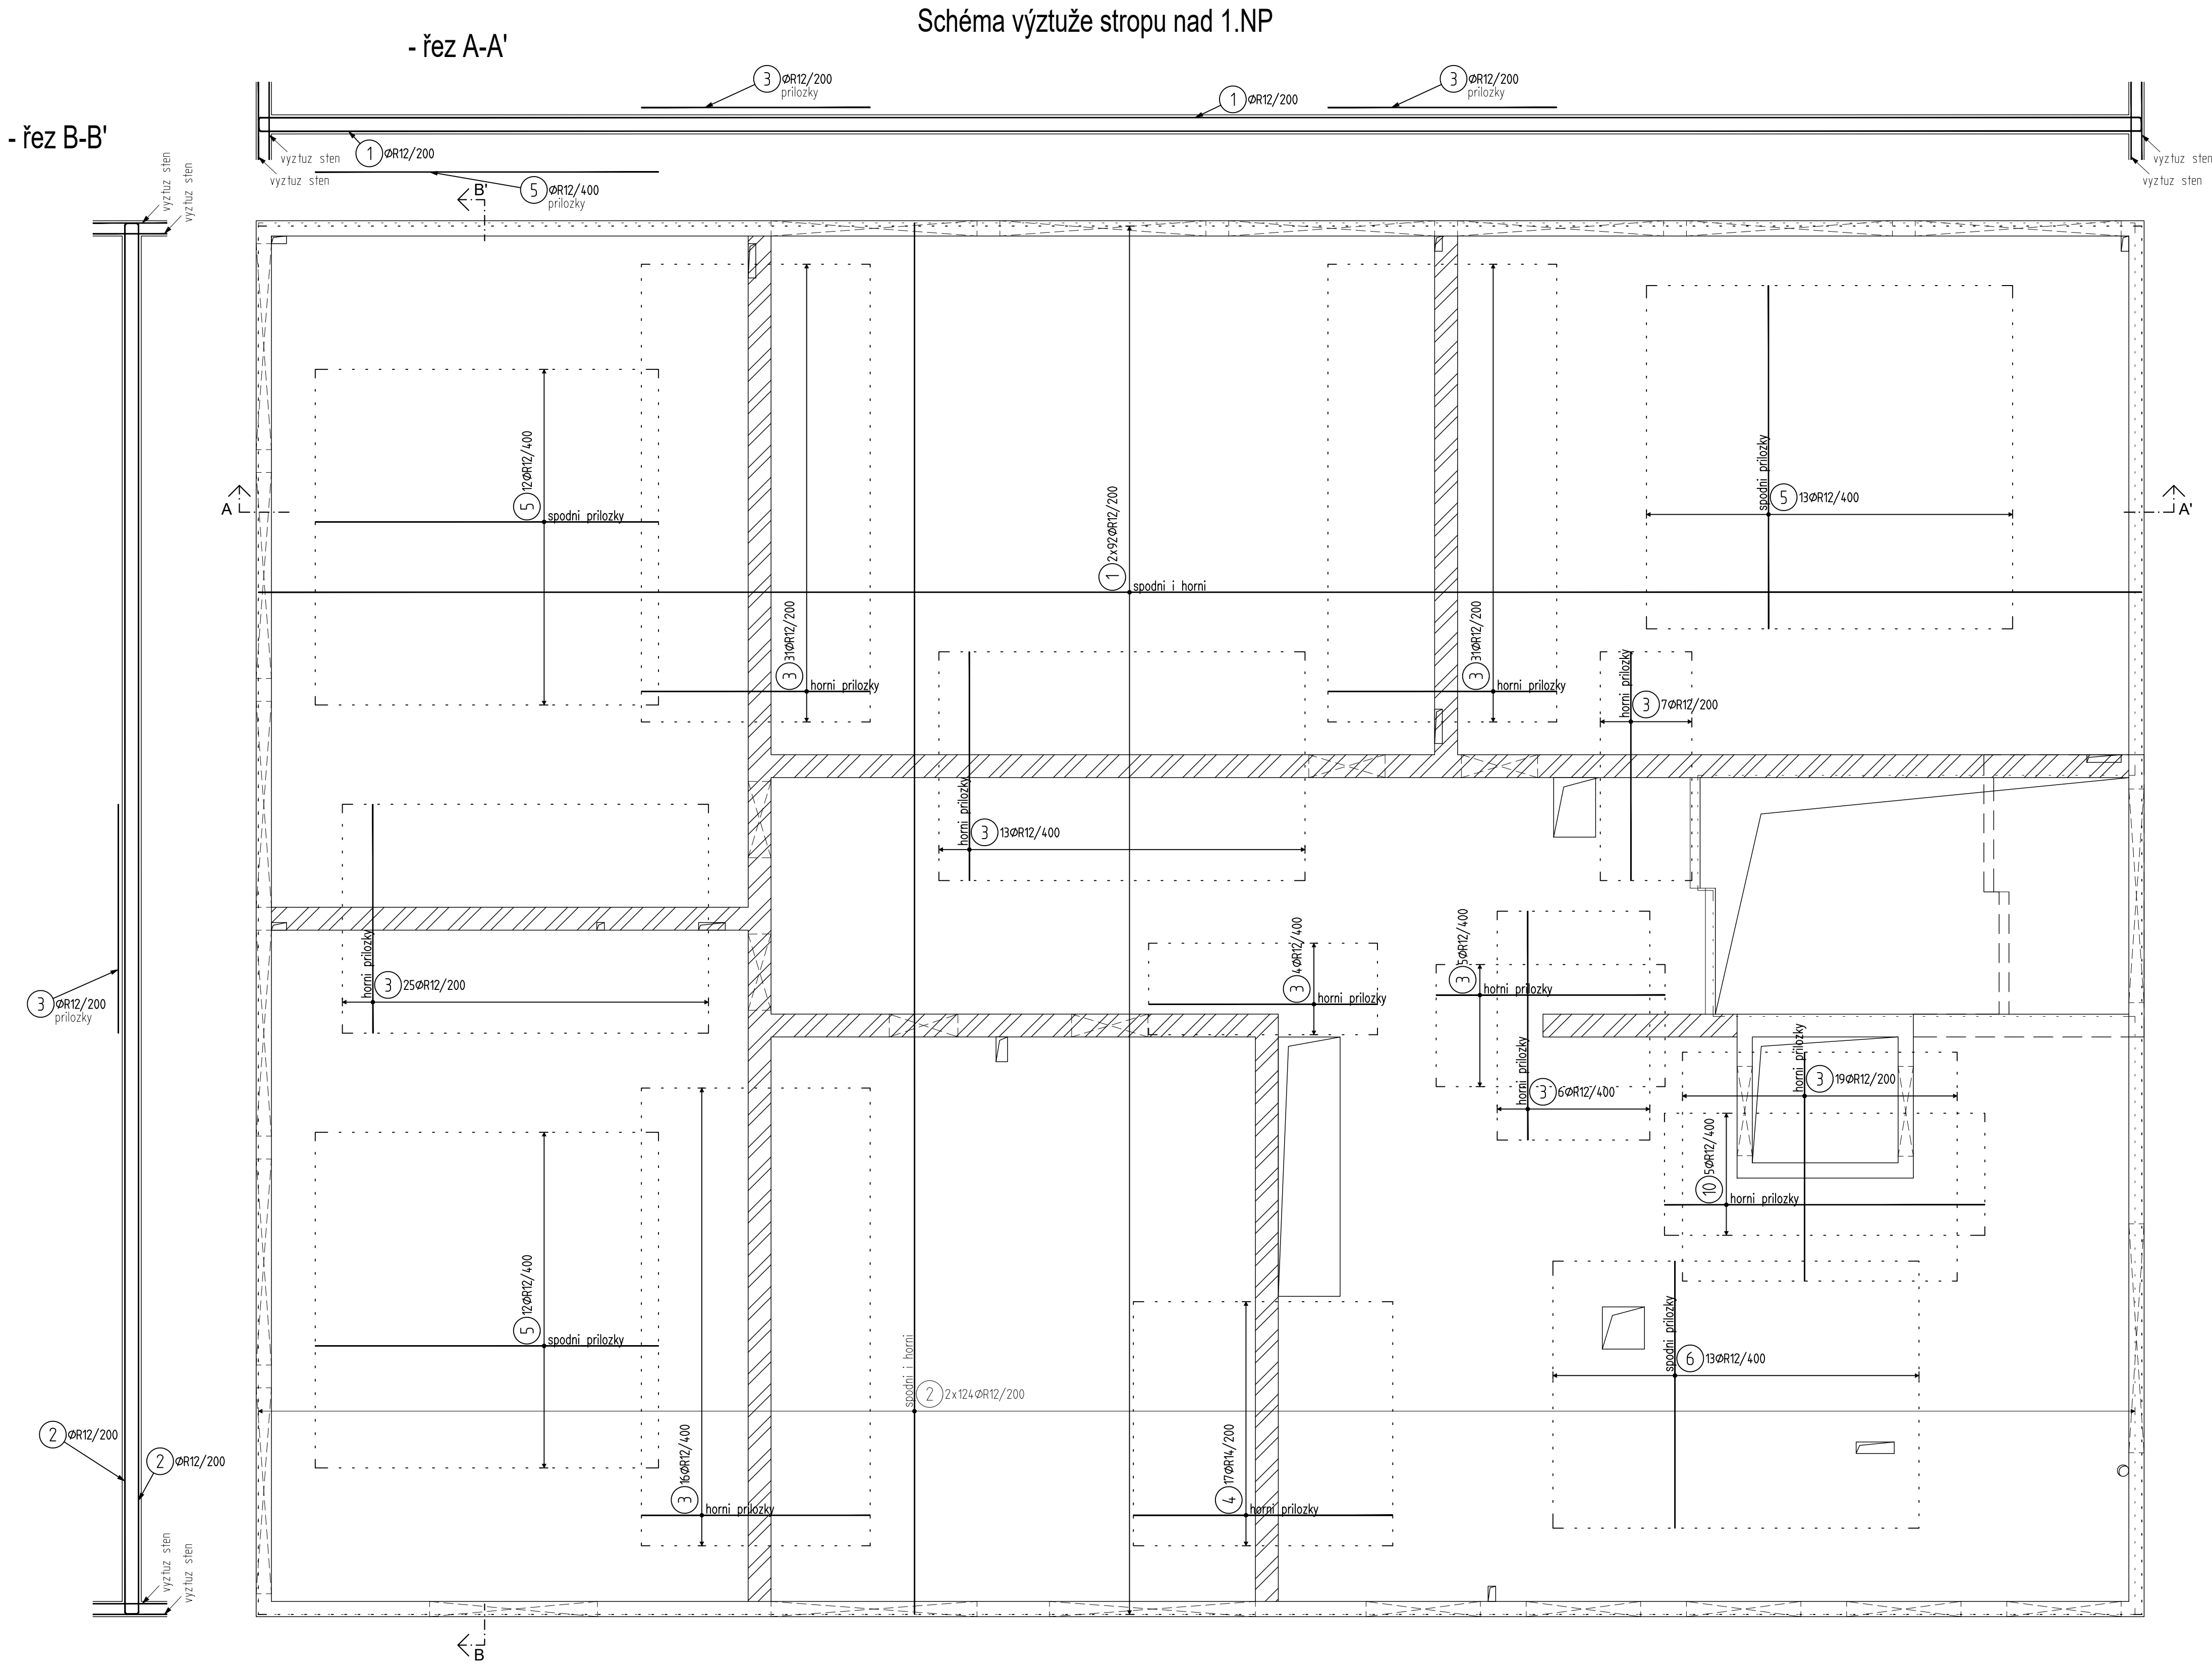 Schéma výztuže stropu nad 1.NP
- řez A-A'
3 ØR12/200
prilozky
3 ØR12/200
prilozky
1 ØR12/200
- řez B-B'
1 ØR12/200
vyztuz sten
vyztuz sten
vyztuz sten
vyztuz sten
5 ØR12/400
prilozky
vyztuz sten
vyztuz sten
B'
A
A'
5 12ØR12/400
spodni prilozky
1 2x92ØR12/200
spodni i horni
spodni prilozky
5 13ØR12/400
3 31ØR12/200
horni prilozky
3 31ØR12/200
horni prilozky
horni prilozky
3 7ØR12/200
horni prilozky
3 13ØR12/400
horni prilozky
3 25ØR12/200
3 4ØR12/400
horni prilozky
3 5ØR12/400
horni prilozky
3 ØR12/200
prilozky
horni prilozky
3 6ØR12/400
horni prilozky
3 19ØR12/200
10 5ØR12/400
horni prilozky
5 12ØR12/400
spodni prilozky
spodni i horni
2 2x124ØR12/200
spodni prilozky
6 13ØR12/400
2 ØR12/200
2 ØR12/200
3 16ØR12/400
horni prilozky
4 17ØR14/200
horni prilozky
vyztuz sten
vyztuz sten
B